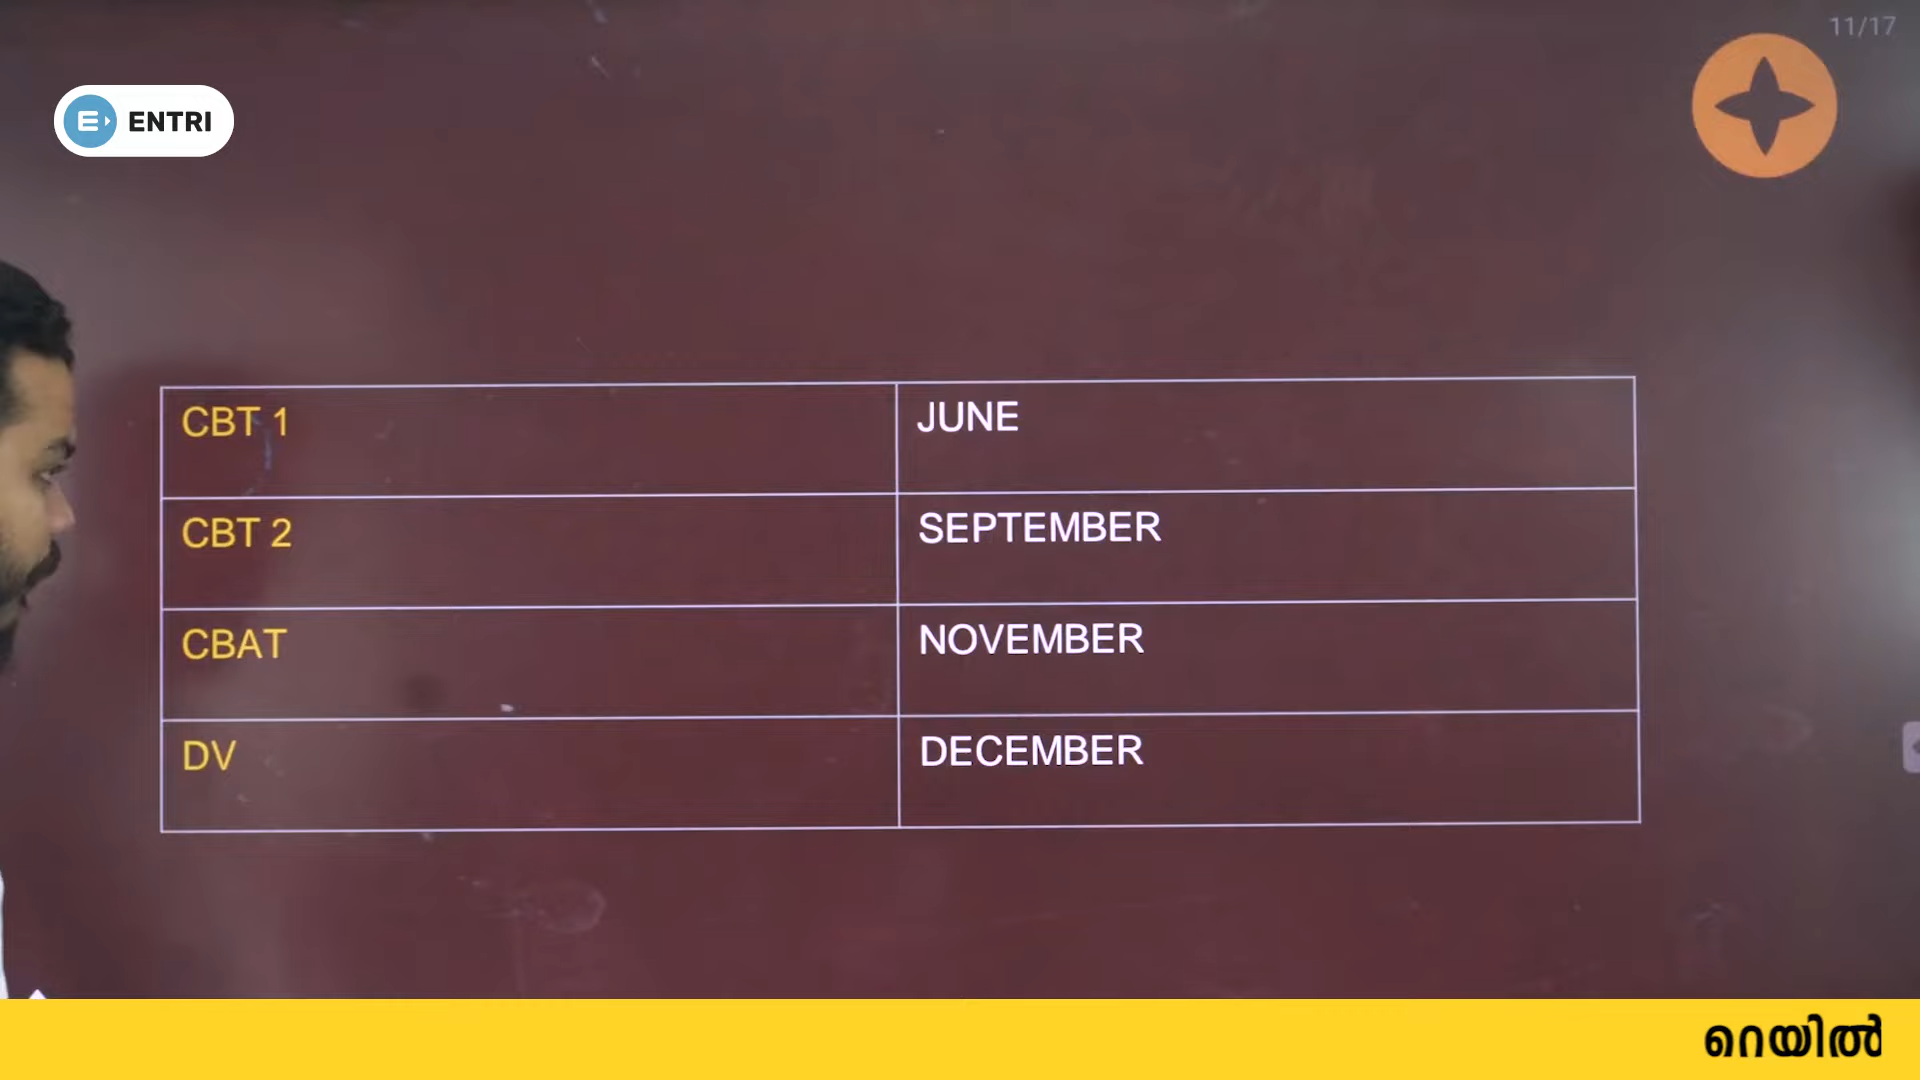 11/17
ENTRI
CBT 1 JUNE
CBT 2 SEPTEMBER
CBAT NOVEMBER
DV DECEMBER
റെയിൽ